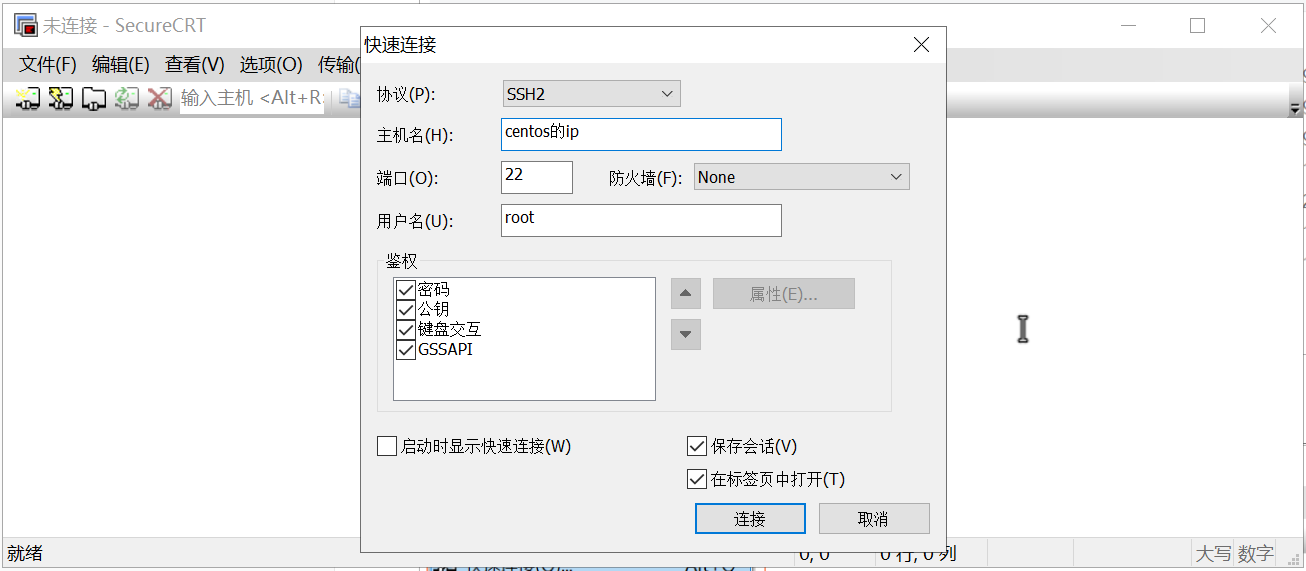 未连接 - SecureCRT
文件(F) 编辑(E) 查看(V) 选项(O) 传输(
输入主机 <Alt+R
快速连接
协议(P): SSH2
主机名(H): centos的ip
端口(O): 22 防火墙(F): None
用户名(U): root
鉴权
密码
公钥
键盘交互
GSSAPI
属性(E)...
启动时显示快速连接(W)
保存会话(V)
在标签页中打开(T)
连接 取消
就绪 0, 0 0 行, 0 列 大写 数字